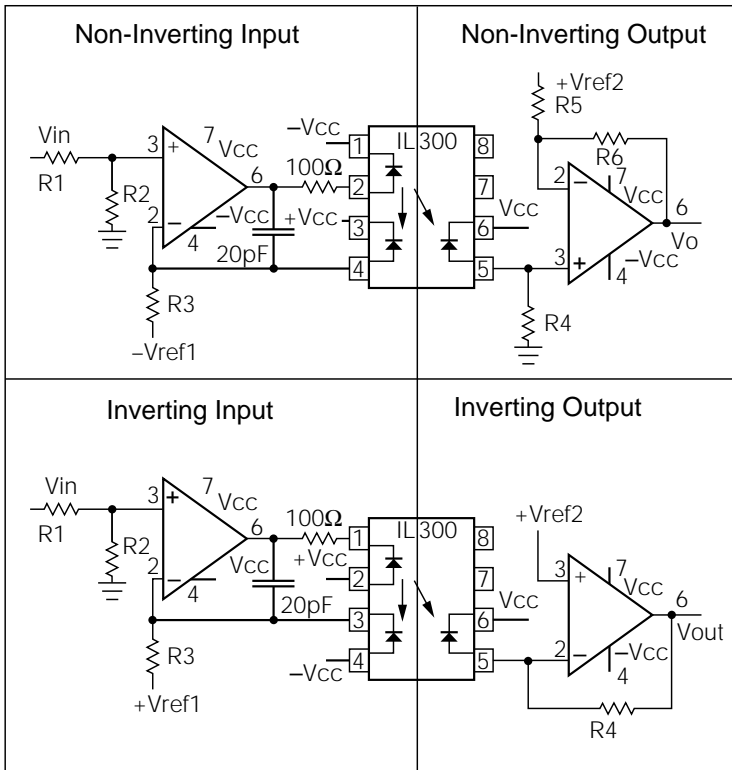 Non-Inverting Input
Non-Inverting Output
Vin
R1
R2
3
+
2
–
7
Vcc
6
–Vcc
4
20pF
R3
–Vref1
100Ω
–Vcc
+Vcc
IL300
1
2
3
4
8
7
6
5
Vcc
+Vref2
R5
R6
2
–
3
+
7
Vcc
6
Vo
–Vcc
4
R4
Inverting Input
Inverting Output
Vin
R1
R2
3
+
2
–
7
Vcc
6
Vcc
4
20pF
R3
+Vref1
100Ω
+Vcc
–Vcc
IL300
1
2
3
4
8
7
6
5
Vcc
+Vref2
3
+
2
–
7
Vcc
6
Vout
–Vcc
4
R4